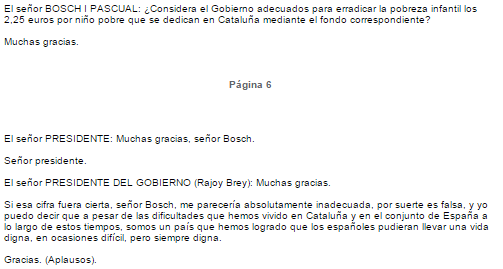 El señor BOSCH I PASCUAL: ¿Considera el Gobierno adecuados para erradicar la pobreza infantil los
2,25 euros por niño pobre que se dedican en Cataluña mediante el fondo correspondiente?
Muchas gracias.
Página 6
El señor PRESIDENTE: Muchas gracias, señor Bosch.
Señor presidente.
El señor PRESIDENTE DEL GOBIERNO (Rajoy Brey): Muchas gracias.
Si esa cifra fuera cierta, señor Bosch, me parecería absolutamente inadecuada, por suerte es falsa, y yo
puedo decir que a pesar de las dificultades que hemos vivido en Cataluña y en el conjunto de España a
lo largo de estos tiempos, somos un país que hemos logrado que los españoles pudieran llevar una vida
digna, en ocasiones difícil, pero siempre digna.
Gracias. (Aplausos).